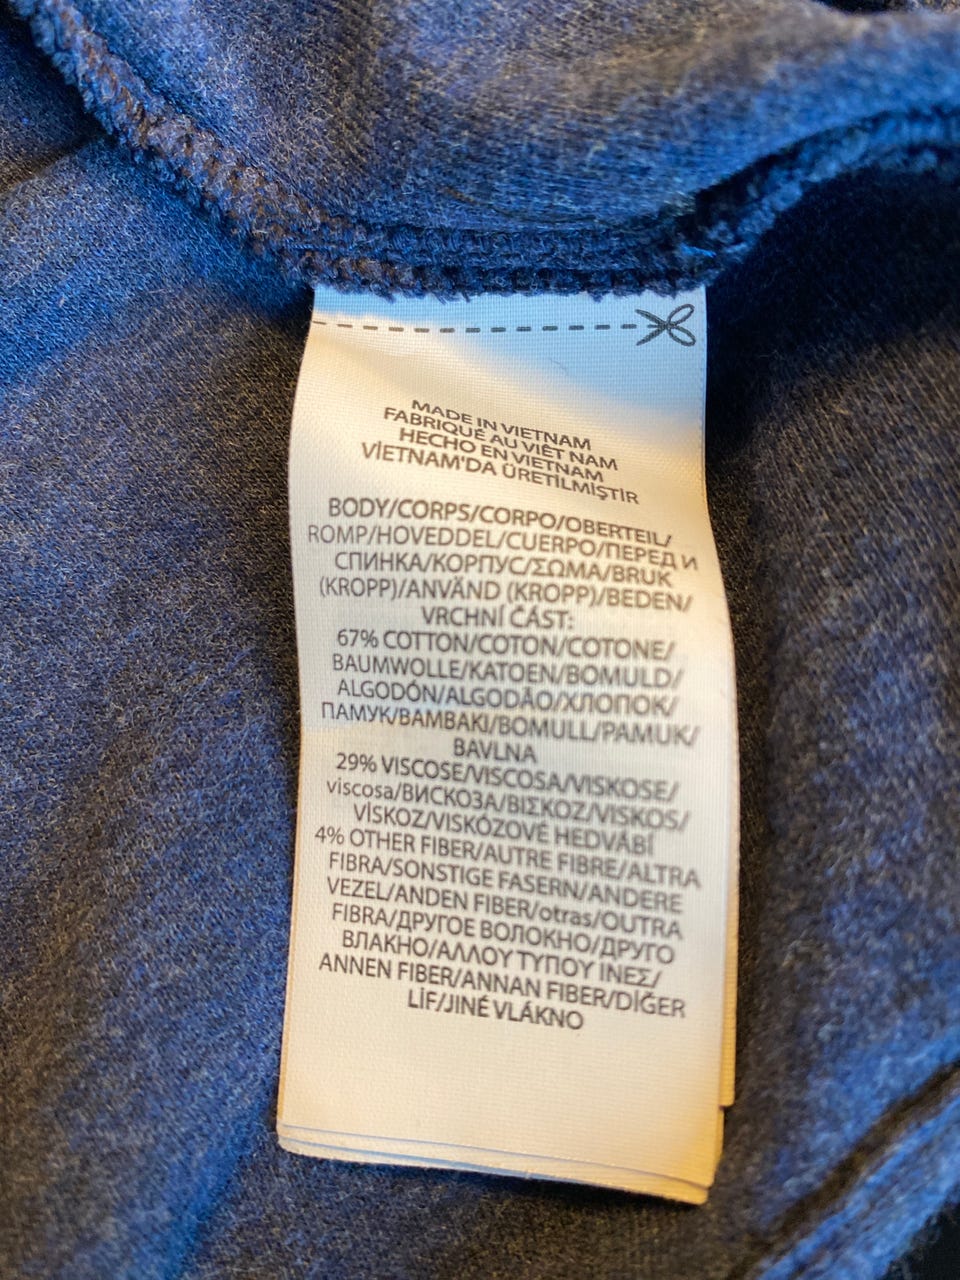 MADE IN VIETNAM
FABRIQUÉ AU VIÊT NAM
HECHO EN VIETNAM
VİETNAM'DA ÜRETİLMİŞTİR
BODY/CORPS/CORPO/OBERTEIL/
ROMP/HOVEDDEL/CUERPO/ПЕРЕД И
СПИНКА/КОРПУС/ΣΩΜΑ/BRUK
(KROPP)/ANVÄND (KROPP)/BEDEN/
VRCHNÍ ČÁST:
67% COTTON/COTON/COTONE/
BAUMWOLLE/KATOEN/BOMULD/
ALGODÓN/ALGODÃO/ХЛОПОК/
ПАМУК/ΒΑΜΒΑΚΙ/BOMULL/PAMUK/
BAVLNA
29% VISCOSE/VISCOSA/VISKOSE/
viscosa/ВИСКОЗА/ΒΙΣΚΟΖ/VISKOS/
VİSKOZ/VISKÓZOVÉ HEDVÁBÍ
4% OTHER FIBER/AUTRE FIBRE/ALTRA
FIBRA/SONSTIGE FASERN/ANDERE
VEZEL/ANDEN FIBER/otras/OUTRA
FIBRA/ДРУГОЕ ВОЛОКНО/ДРУГО
ВЛАКНО/ΑΛΛΟΥ ΤΥΠΟΥ ΙΝΕΣ/
ANNEN FIBER/ANNAN FIBER/DİĞER
LİF/JINÉ VLÁKNO